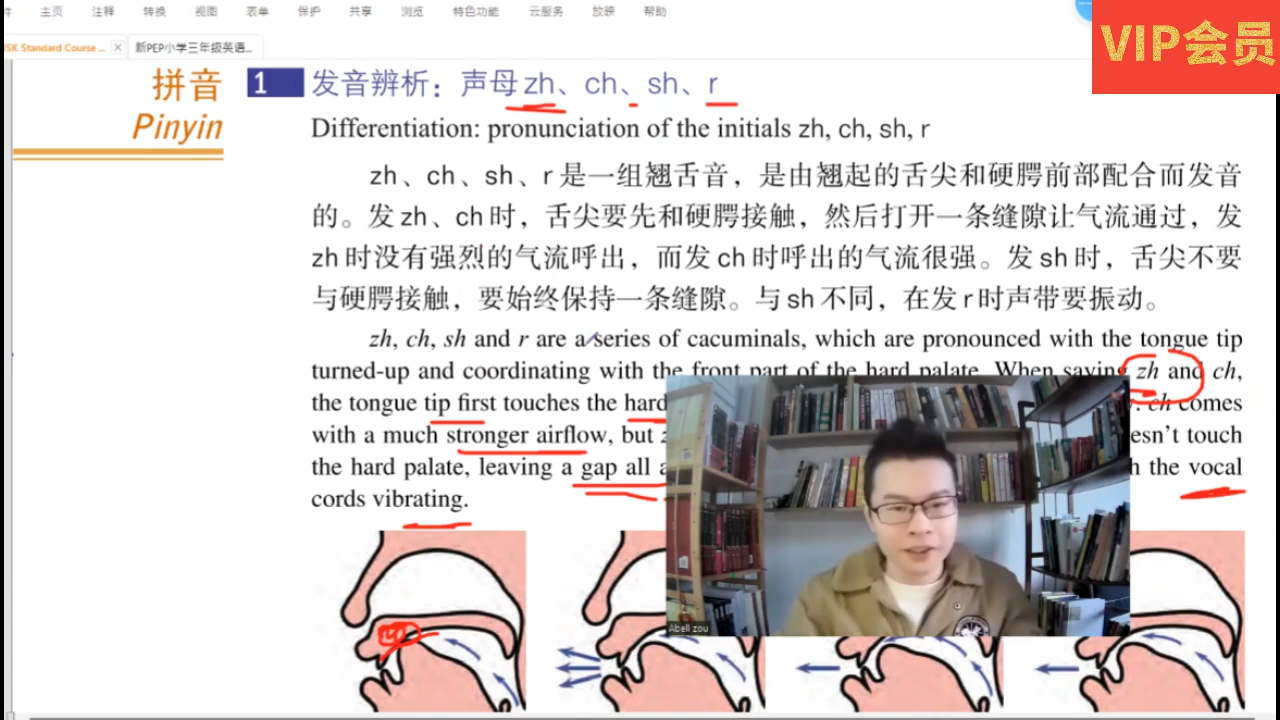 件 主页 注释 转换 视图 表单 保护 共享 浏览 特色功能 云服务 放映 帮助
VIP会员
ISK Standard Course ... × 新PEP小学三年级英语...
拼音 1 发音辨析：声母 zh、ch、sh、r
Pinyin
Differentiation: pronunciation of the initials zh, ch, sh, r
zh、ch、sh、r 是一组翘舌音，是由翘起的舌尖和硬腭前部配合而发音
的。发 zh、ch 时，舌尖要先和硬腭接触，然后打开一条缝隙让气流通过，发
zh 时没有强烈的气流呼出，而发 ch 时呼出的气流很强。发 sh 时，舌尖不要
与硬腭接触，要始终保持一条缝隙。与 sh 不同，在发 r 时声带要振动。
zh, ch, sh and r are a series of cacuminals, which are pronounced with the tongue tip
turned-up and coordinating with the front part of the hard palate. When saying zh and ch,
the tongue tip first touches the hard ch comes
with a much stronger airflow, but esn't touch
the hard palate, leaving a gap all the vocal
cords vibrating.
Abell zou